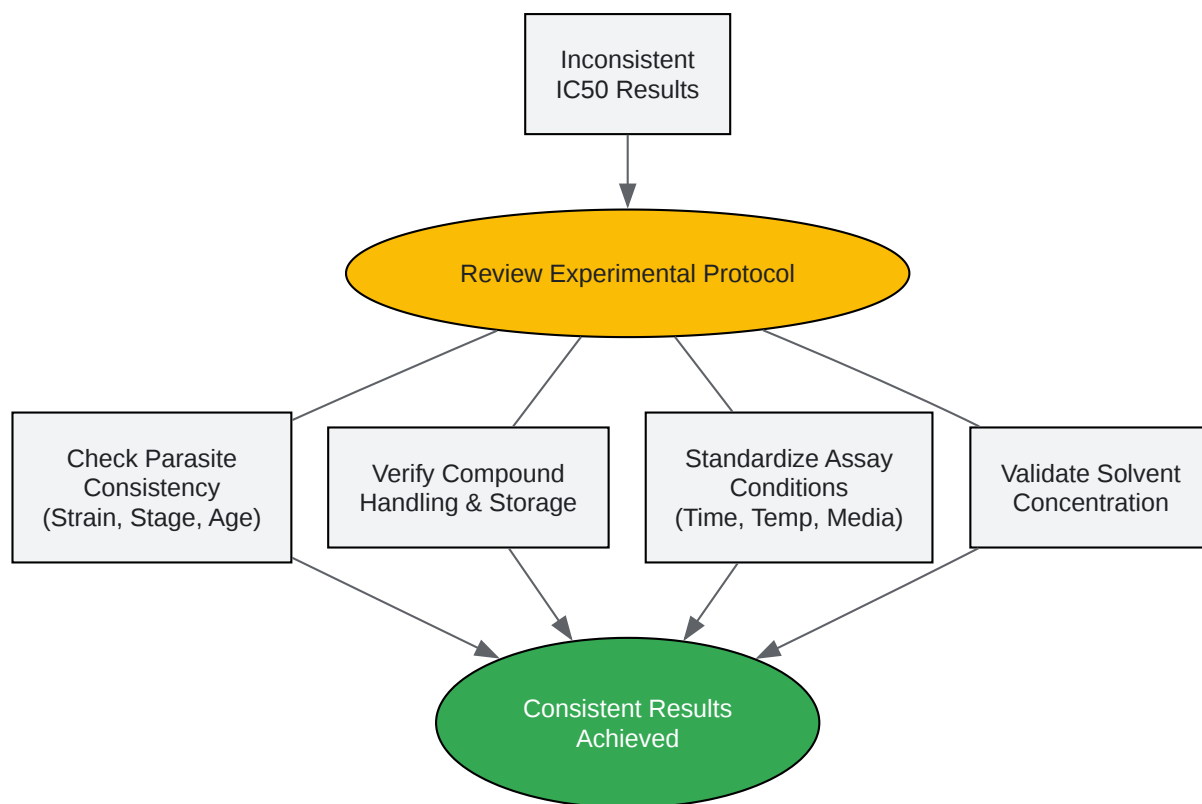 Inconsistent
IC50 Results
Review Experimental Protocol
Check Parasite
Consistency
(Strain, Stage, Age)
Verify Compound
Handling & Storage
Standardize Assay
Conditions
(Time, Temp, Media)
Validate Solvent
Concentration
Consistent Results
Achieved